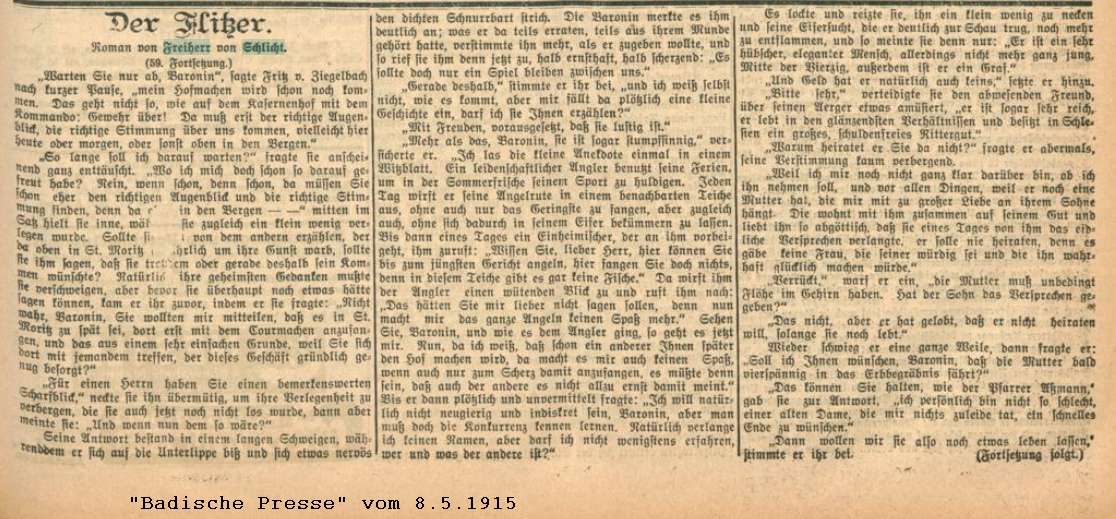 Der Flitzer.
Roman von Freiherr von Schlicht.
(59. Fortsetzung.)
„Warten Sie nur ab, Baronin“, sagte Fritz v. Ziegelbach
nach kurzer Pause, „mein Hofmachen wird schon noch kom-
men. Das geht nicht so, wie auf dem Kasernenhof mit dem
Kommando: Gewehr über! Da muß erst der richtige Augen-
blick, die richtige Stimmung über uns kommen, vielleicht hier
heute oder morgen, oder sonst oben in den Bergen.“
„So lange soll ich darauf warten?“ fragte sie anschei-
nend ganz enttäuscht. „Wo ich mich doch schon so darauf ge-
freut habe? Nein, wenn schon, denn schon, da müssen Sie
schon eher den richtigen Augenblick und die richtige Stim-
mung finden, denn da in den Bergen — —“ mitten im
Satz hielt sie inne, sie zugleich ein klein wenig ver-
legen wurde. Sollte von dem andern erzählen, der
da oben in St. Moritz um ihre Gunst warb, sollte
sie ihm sagen, daß sie trotzdem oder gerade deshalb sein Kom-
men wünschte? Natürlich ihre geheimsten Gedanken mußte
sie verschweigen, aber bevor sie überhaupt noch etwas hätte
sagen können, kam er ihr zuvor, indem er sie fragte: „Nicht
wahr, Baronin, Sie wollten mir mitteilen, daß es in St.
Moritz zu spät sei, dort erst mit dem Courmachen anzufan-
gen, und das aus einem sehr einfachen Grunde, weil Sie sich
dort mit jemandem treffen, der dieses Geschäft gründlich ge-
nug besorgt?“
„Für einen Herrn haben Sie einen bemerkenswerten
Scharfblick,“ neckte sie ihn übermütig, um ihre Verlegenheit zu
verbergen, die sie auch jetzt noch nicht los wurde, dann aber
meinte sie: „Und wenn nun dem so wäre?“
Seine Antwort bestand in einem langen Schweigen, wäh-
renddem er sich auf die Unterlippe biß und sich etwas nervös
den dichten Schnurrbart strich. Die Baronin merkte es ihm
deutlich an; was er da teils erraten, teils aus ihrem Munde
gehört hatte, verstimmte ihn mehr, als er zugeben wollte, und
so rief sie ihm denn jetzt zu, halb ernsthaft, halb scherzend: „Es
sollte doch nur ein Spiel bleiben zwischen uns.“
„Gerade deshalb,“ stimmte er ihr bei, „und ich weiß selbst
nicht, wie es kommt, aber mir fällt da plötzlich eine kleine
Geschichte ein, darf ich sie Ihnen erzählen?“
„Mit Freuden, vorausgesetzt, daß sie lustig ist.“
„Mehr als das, Baronin, sie ist sogar stumpfsinnig,“ ver-
sicherte er. „Ich las die kleine Anekdote einmal in einem
Witzblatt. Ein leidenschaftlicher Angler benutzt seine Ferien,
um in der Sommerfrische seinem Sport zu huldigen. Jeden
Tag wirft er seine Angelrute in einem benachbarten Teiche
aus, ohne auch nur das Geringste zu fangen, aber zugleich
auch, ohne sich dadurch in seinem Eifer bekümmern zu lassen.
Bis dann eines Tages ein Einheimischer, der an ihm vorbei-
geht, ihm zuruft: „Wissen Sie, lieber Herr, hier können Sie
bis zum jüngsten Gericht angeln, hier fangen Sie doch nichts,
denn in diesem Teiche gibt es gar keine Fische.“ Da wirft ihm
der Angler einen wütenden Blick zu und ruft ihm nach:
„Das hätten Sie mir lieber nicht sagen sollen, denn nun
macht mir das ganze Angeln keinen Spaß mehr.“ Sehen
Sie, Baronin, und wie es dem Angler ging, so geht es jetzt
mir. Nun, da ich weiß, daß schon ein anderer Ihnen später
den Hof machen wird, da macht es mir auch keinen Spaß,
wenn auch nur zum Scherz damit anzufangen, es müßte denn
sein, daß auch der andere es nicht allzu ernst damit meint.“
Bis er dann plötzlich und unvermittelt fragte: „Ich will natür-
lich nicht neugierig und indiskret sein, Baronin, aber man
muß doch die Konkurrenz kennen lernen. Natürlich verlange
ich keinen Namen, aber darf ich nicht wenigstens erfahren,
wer und was der andere ist?“
Es lockte und reizte sie, ihn ein klein wenig zu necken
und seine Eifersucht, die er deutlich zur Schau trug, noch mehr
zu entflammen, und so meinte sie denn nur: „Er ist ein sehr
hübscher, eleganter Mensch, allerdings nicht mehr ganz jung,
Mitte der Vierzig, außerdem ist er ein Graf.“
„Und Geld hat er natürlich auch keins,“ setzte er hinzu.
„Bitte sehr,“ verteidigte sie den abwesenden Freund,
über seinen Aerger etwas amüsiert, „er ist sogar sehr reich,
er lebt in den glänzendsten Verhältnissen und besitzt in Schle-
sien ein großes, schuldenfreies Rittergut.“
„Warum heiratet er Sie da nicht?“ fragte er abermals,
seine Verstimmung kaum verbergend.
„Weil ich mir noch nicht ganz klar darüber bin, ob ich
ihn nehmen soll, und vor allen Dingen, weil er noch eine
Mutter hat, die mir mit zu großer Liebe an ihrem Sohne
hängt. Die wohnt mit ihm zusammen auf seinem Gut und
liebt ihn so abgöttisch, daß sie eines Tages von ihm das eid-
liche Versprechen verlangte, er solle nie heiraten, denn es
gäbe keine Frau, die seiner würdig sei und die ihn wahr-
haft glücklich machen würde.“
„Verrückt,“ warf er ein, „die Mutter muß unbedingt
Flöhe im Gehirn haben. Hat der Sohn das Versprechen ge-
geben?“
„Das nicht, aber er hat gelobt, daß er nicht heiraten
will, solange sie noch lebt.“
Wieder schwieg er eine ganze Weile, dann fragte er:
„Soll ich Ihnen wünschen, Baronin, daß die Mutter bald
vierspännig in das Erbbegräbnis fährt?“
„Das können Sie halten, wie der Pfarrer Aßmann,“
gab sie zur Antwort, „ich persönlich bin nicht so schlecht,
einer alten Dame, die mir nichts zuleide tat, ein schnelles
Ende zu wünschen.“
„Dann wollen wir sie also noch etwas leben lassen,“
stimmte er ihr bei. (Fortsetzung folgt.)
"Badische Presse" vom 8.5.1915